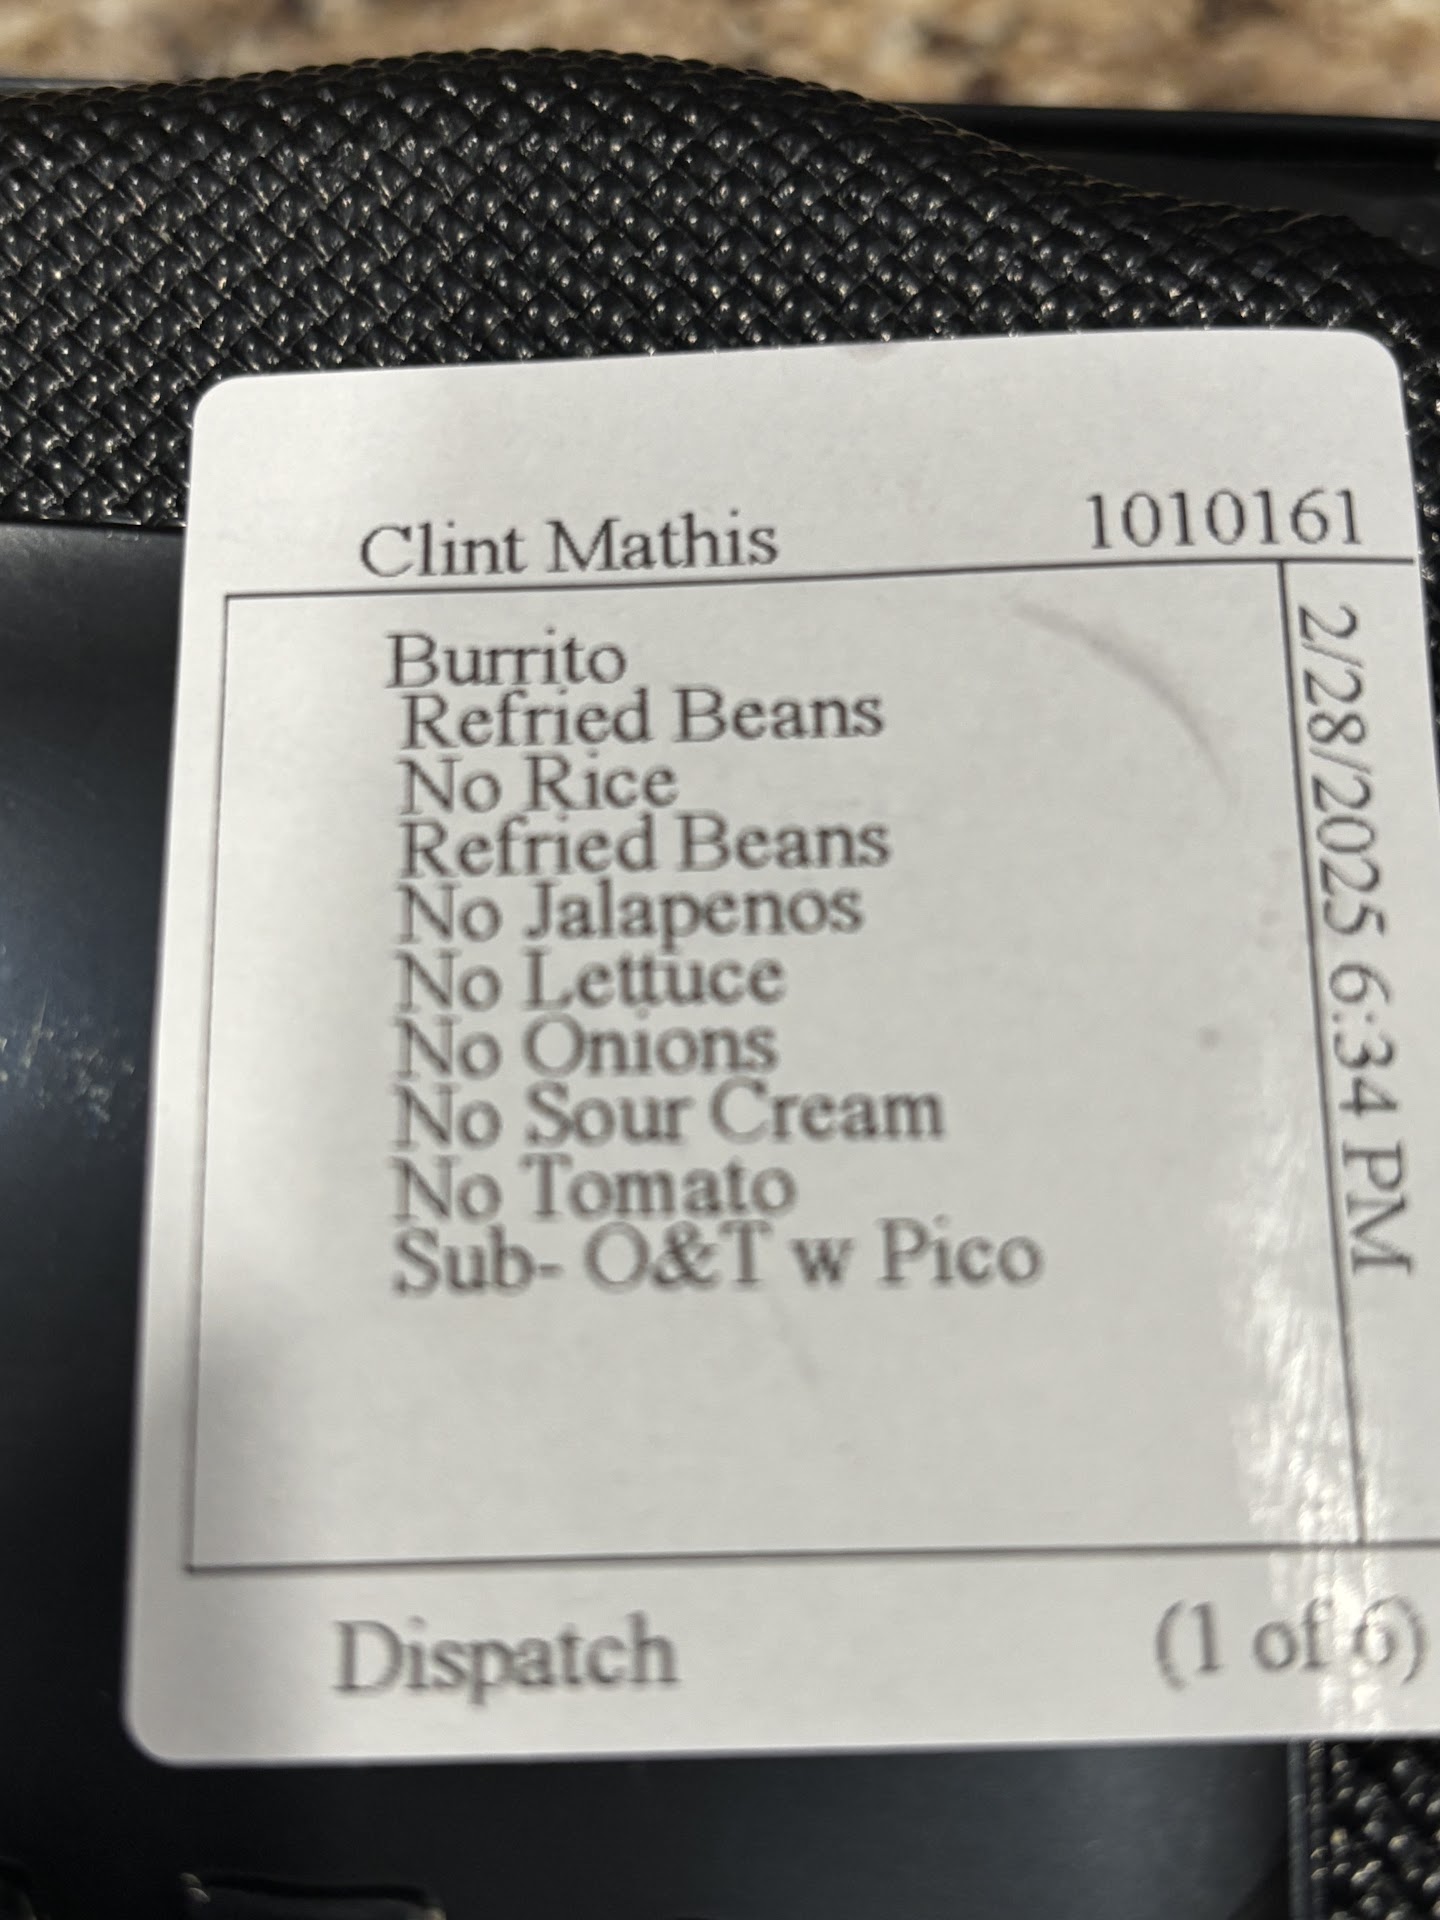 Clint Mathis 1010161
Burrito
Refried Beans
No Rice
Refried Beans
No Jalapenos
No Lettuce
No Onions
No Sour Cream
No Tomato
Sub- O&T w Pico
2/28/2025 6:34 PM
Dispatch (1 of 6)